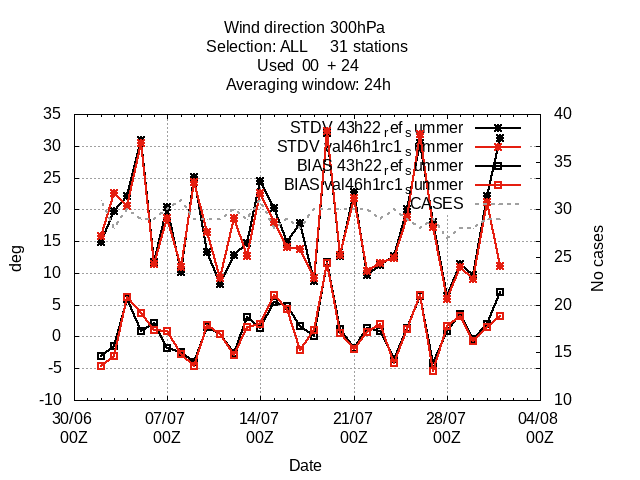 Wind direction 300hPa
Selection: ALL 31 stations
Used 00 + 24
Averaging window: 24h
STDV 43h22_ref_summer
STDV val46h1rc1_summer
BIAS 43h22_ref_summer
BIAS val46h1rc1_summer
CASES
35
30
25
20
15
10
5
0
-5
-10
deg
40
35
30
25
20
15
10
No cases
30/06 07/07 14/07 21/07 28/07 04/08
00Z 00Z 00Z 00Z 00Z 00Z
Date